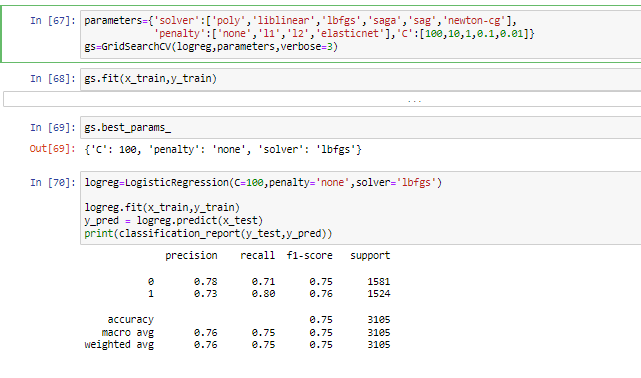 In [67]: parameters={'solver':['poly','liblinear','lbfgs','saga','sag','newton-cg'],
'penalty':['none','l1','l2','elasticnet'],'C':[100,10,1,0.1,0.01]}
gs=GridSearchCV(logreg,parameters,verbose=3)
In [68]: gs.fit(x_train,y_train)
...
In [69]: gs.best_params_
Out[69]: {'C': 100, 'penalty': 'none', 'solver': 'lbfgs'}
In [70]: logreg=LogisticRegression(C=100,penalty='none',solver='lbfgs')
logreg.fit(x_train,y_train)
y_pred = logreg.predict(x_test)
print(classification_report(y_test,y_pred))
precision recall f1-score support
0 0.78 0.71 0.75 1581
1 0.73 0.80 0.76 1524
accuracy 0.75 3105
macro avg 0.76 0.75 0.75 3105
weighted avg 0.76 0.75 0.75 3105